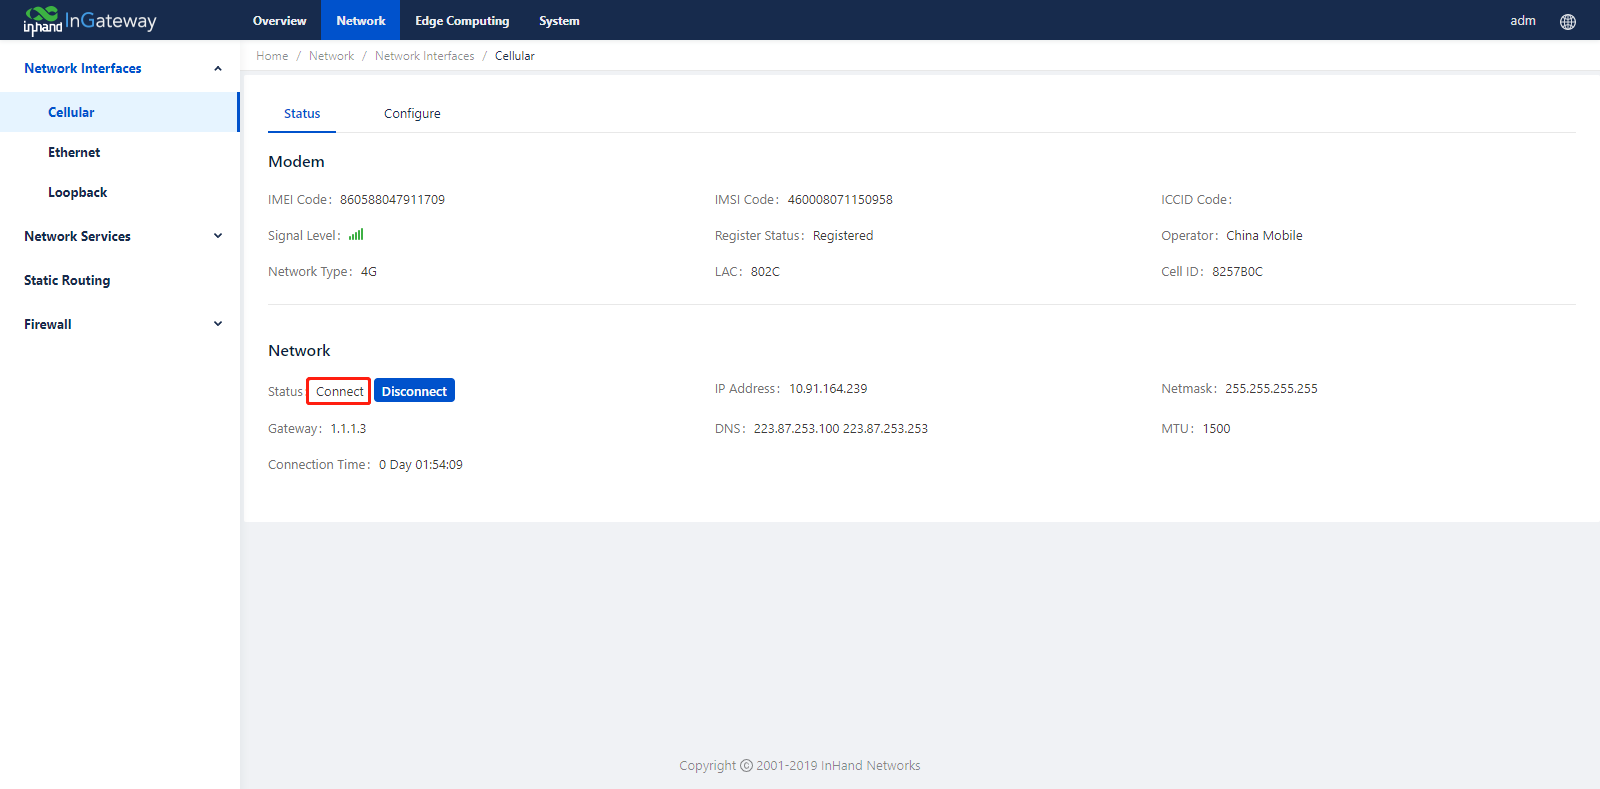 inhand InGateway Overview Network Edge Computing System adm
Home / Network / Network Interfaces / Cellular
Network Interfaces
Cellular
Ethernet
Loopback
Network Services
Static Routing
Firewall
Status Configure
Modem
IMEI Code: 860588047911709 IMSI Code: 460008071150958 ICCID Code:
Signal Level: Register Status: Registered Operator: China Mobile
Network Type: 4G LAC: 802C Cell ID: 8257B0C
Network
Status Connect Disconnect IP Address: 10.91.164.239 Netmask: 255.255.255.255
Gateway: 1.1.1.3 DNS: 223.87.253.100 223.87.253.253 MTU: 1500
Connection Time: 0 Day 01:54:09
Copyright © 2001-2019 InHand Networks